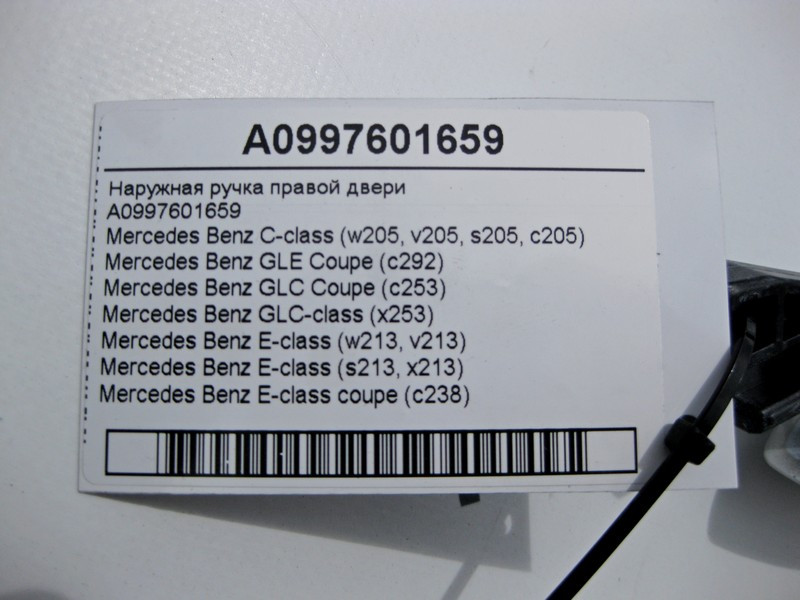 A0997601659
Наружная ручка правой двери
A0997601659
Mercedes Benz C-class (w205, v205, s205, c205)
Mercedes Benz GLE Coupe (c292)
Mercedes Benz GLC Coupe (c253)
Mercedes Benz GLC-class (x253)
Mercedes Benz E-class (w213, v213)
Mercedes Benz E-class (s213, x213)
Mercedes Benz E-class coupe (c238)